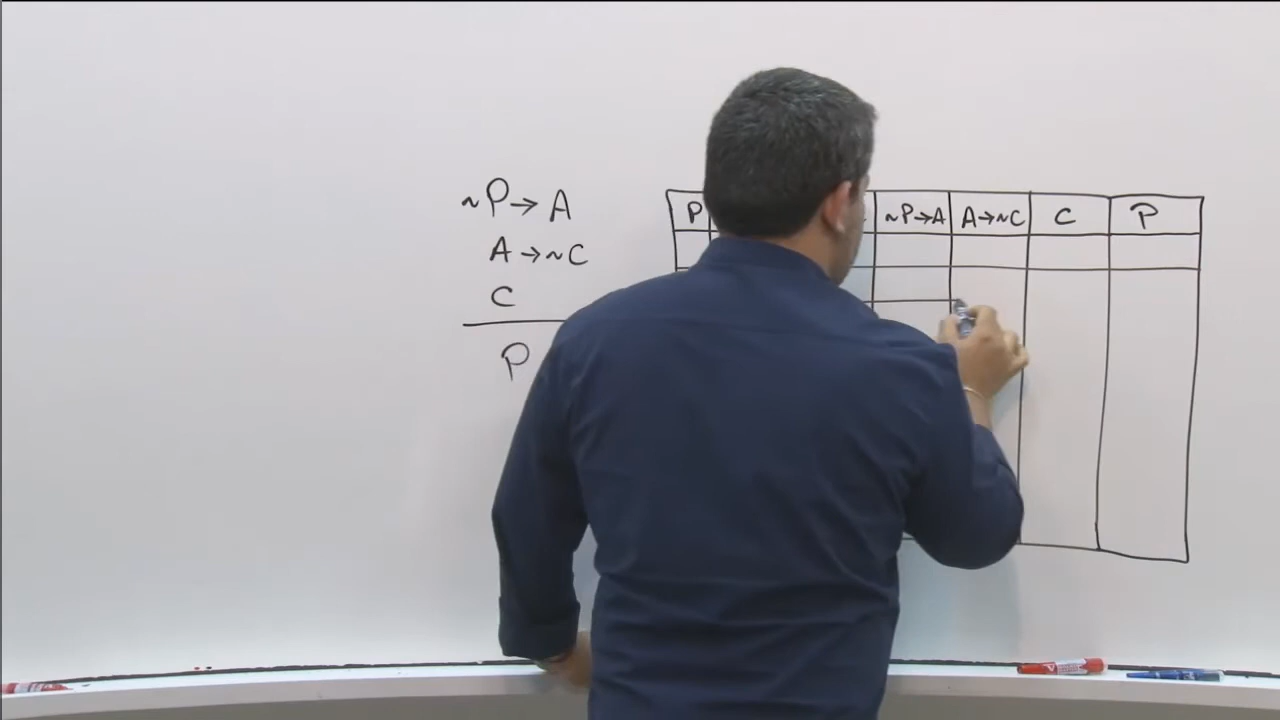 ~P→A
A→~C
C
P
P ~P→A A→~C C P